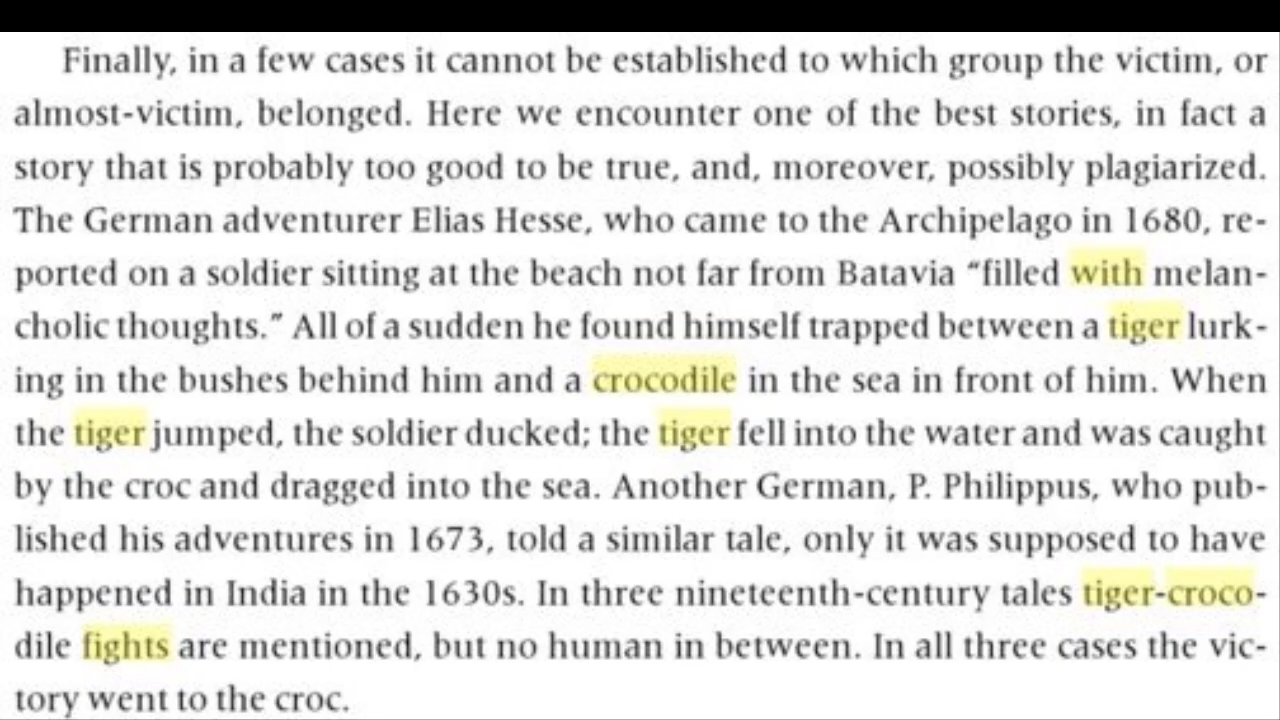 Finally, in a few cases it cannot be established to which group the victim, or
almost-victim, belonged. Here we encounter one of the best stories, in fact a
story that is probably too good to be true, and, moreover, possibly plagiarized.
The German adventurer Elias Hesse, who came to the Archipelago in 1680, re-
ported on a soldier sitting at the beach not far from Batavia “filled with melan-
cholic thoughts.” All of a sudden he found himself trapped between a tiger lurk-
ing in the bushes behind him and a crocodile in the sea in front of him. When
the tiger jumped, the soldier ducked; the tiger fell into the water and was caught
by the croc and dragged into the sea. Another German, P. Philippus, who pub-
lished his adventures in 1673, told a similar tale, only it was supposed to have
happened in India in the 1630s. In three nineteenth-century tales tiger-croco-
dile fights are mentioned, but no human in between. In all three cases the vic-
tory went to the croc.